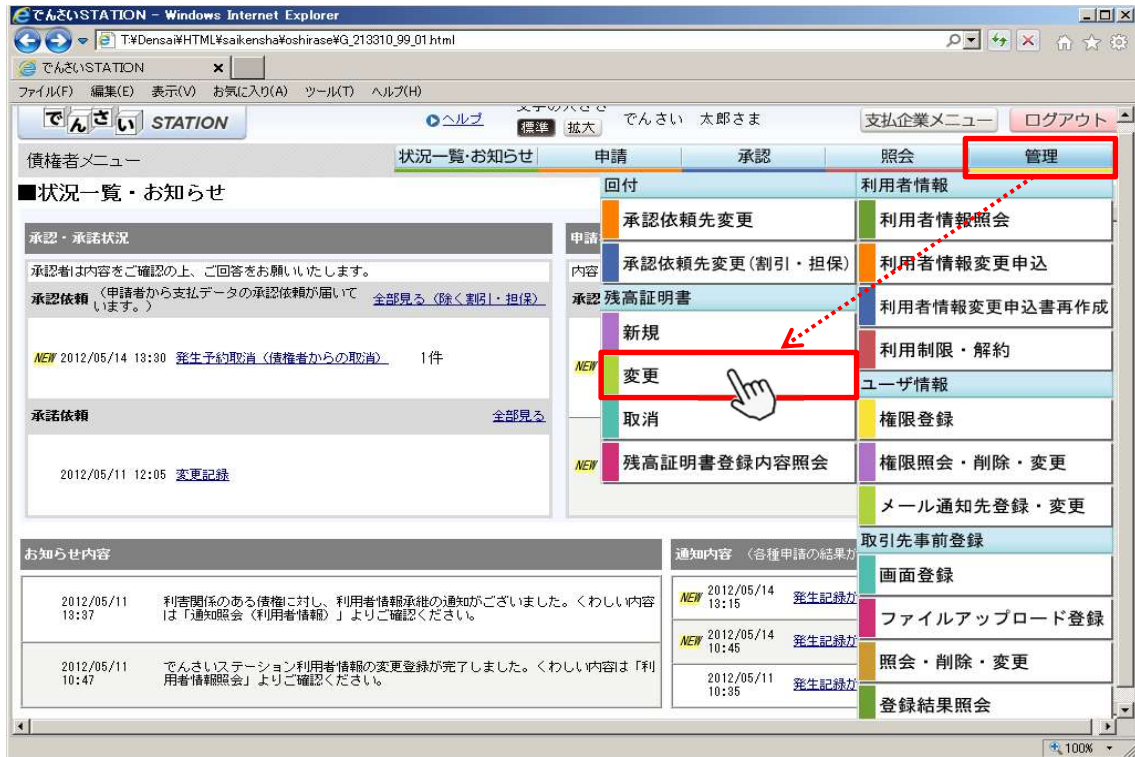 でんさいSTATION - Windows Internet Explorer
T:¥Densai¥HTML¥saikensha¥oshirase¥G_213310_99_01.html
でんさいSTATION
ファイル(F) 編集(E) 表示(V) お気に入り(A) ツール(T) ヘルプ(H)
でんさい STATION
ヘルプ
文字の大きさ
標準 拡大
でんさい 太郎さま
支払企業メニュー
ログアウト
債権者メニュー
状況一覧・お知らせ 申請 承認 照会 管理
■状況一覧・お知らせ
承認・承諾状況
承認者は内容をご確認の上、ご回答をお願いいたします。
承認依頼 (申請者から支払データの承認依頼が届いています。)
全部見る(除く割引・担保)
NEW 2012/05/14 13:30 発生予約取消(債権者からの取消) 1件
承諾依頼 全部見る
2012/05/11 12:05 変更記録
申請
内容
承認
NEW
NEW
回付
承認依頼先変更
承認依頼先変更(割引・担保)
残高証明書
新規
変更
取消
残高証明書登録内容照会
利用者情報
利用者情報照会
利用者情報変更申込
利用者情報変更申込書再作成
利用制限・解約
ユーザ情報
権限登録
権限照会・削除・変更
メール通知先登録・変更
取引先事前登録
画面登録
ファイルアップロード登録
照会・削除・変更
登録結果照会
お知らせ内容
2012/05/11
13:37
利害関係のある債権に対し、利用者情報承継の通知がございました。くわしい内容
は「通知照会(利用者情報)」よりご確認ください。
2012/05/11
10:47
でんさいステーション利用者情報の変更登録が完了しました。くわしい内容は「利
用者情報照会」よりご確認ください。
通知内容 (各種申請の結果が
NEW 2012/05/14
13:15
発生記録が
NEW 2012/05/14
10:45
発生記録が
2012/05/11
10:35
発生記録が
100%